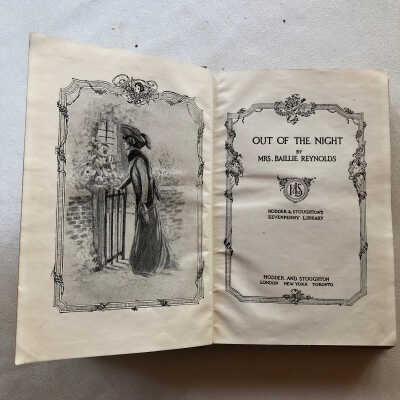 OUT OF THE NIGHT
BY
MRS. BAILLIE REYNOLDS
HS
HODDER & STOUGHTON'S
SEVENPENNY LIBRARY
HODDER AND STOUGHTON
LONDON NEW YORK TORONTO